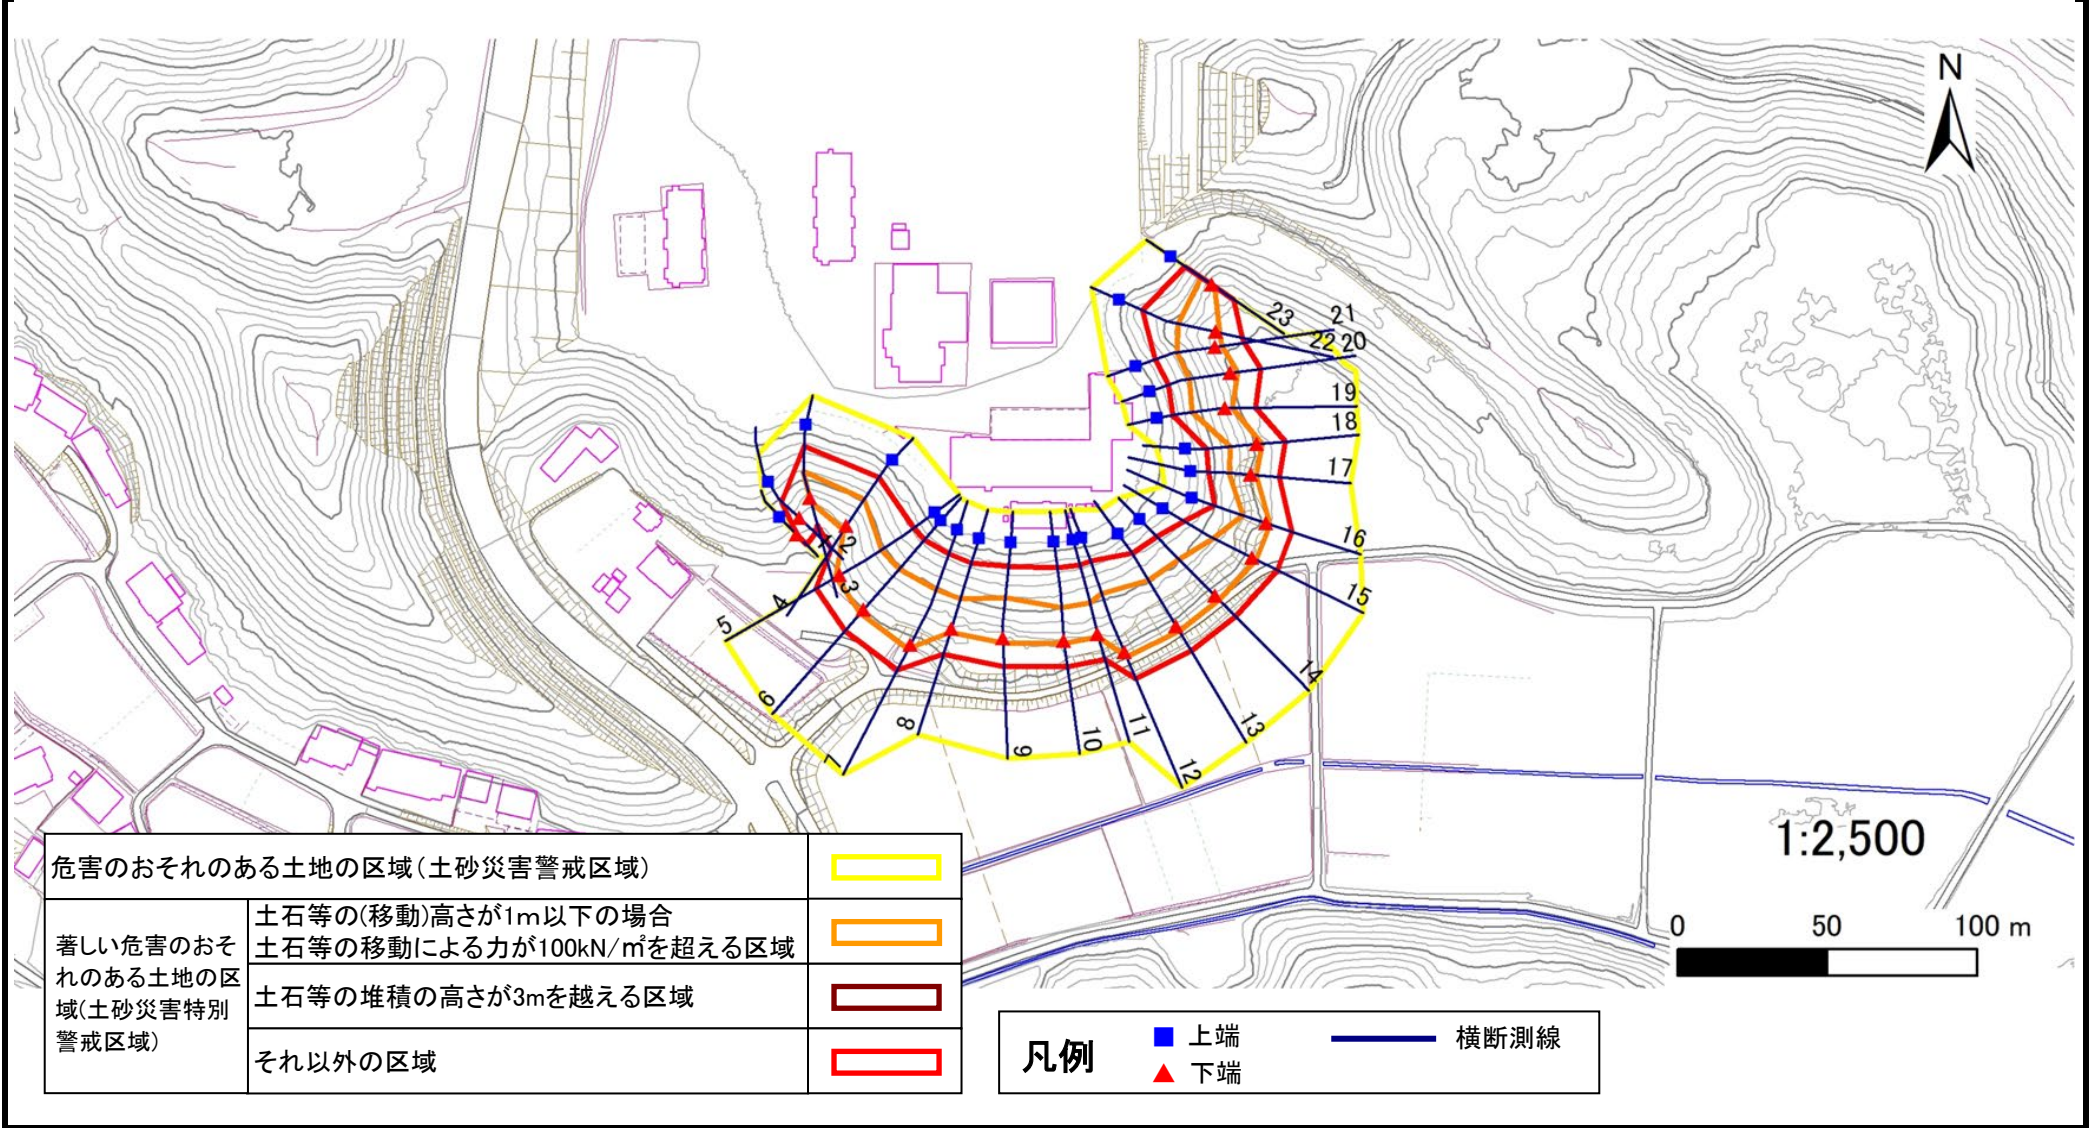 N
23
21
22
20
19
18
17
16
15
14
13
12
11
10
9
8
7
6
5
4
3
2
1
1:2,500
0 50 100 m
危害のおそれのある土地の区域(土砂災害警戒区域)
著しい危害のおそ
れのある土地の区
域(土砂災害特別
警戒区域)
土石等の(移動)高さが1m以下の場合
土石等の移動による力が100kN/㎡を超える区域
土石等の堆積の高さが3mを越える区域
それ以外の区域
凡例
上端
下端
横断測線